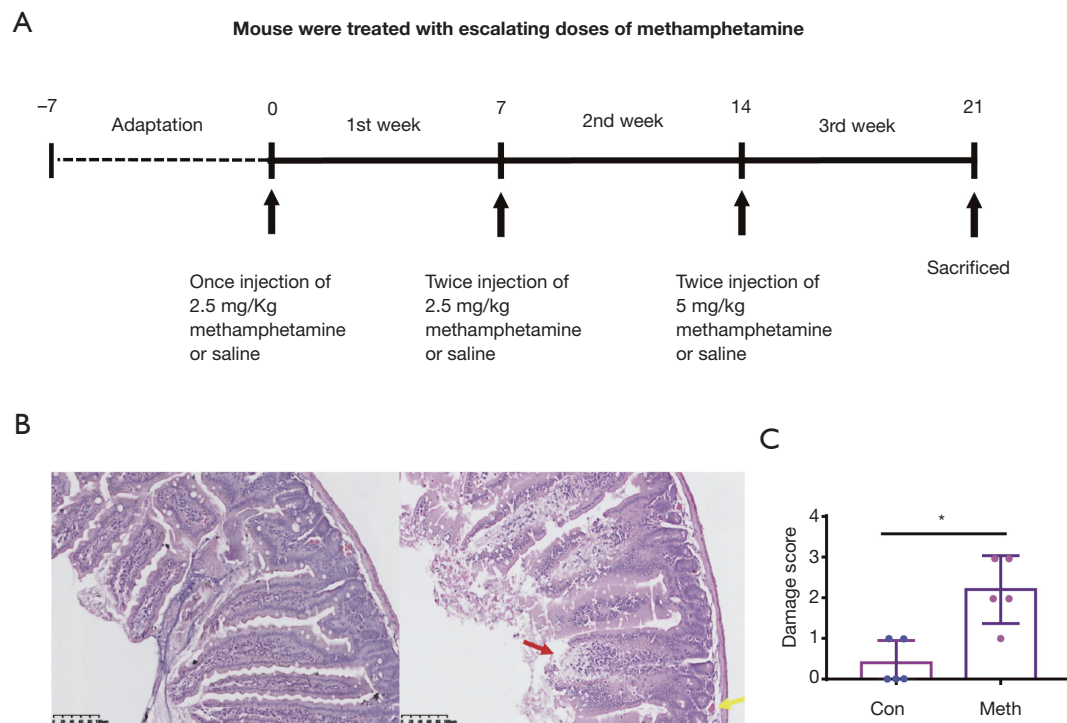 A
Mouse were treated with escalating doses of methamphetamine
–7
0
7
14
21
Adaptation
1st week
2nd week
3rd week
Once injection of
2.5 mg/Kg
methamphetamine
or saline
Twice injection of
2.5 mg/kg
methamphetamine
or saline
Twice injection of
5 mg/kg
methamphetamine
or saline
Sacrificed
B
C
Damage score
4
3
2
1
0
*
Con
Meth